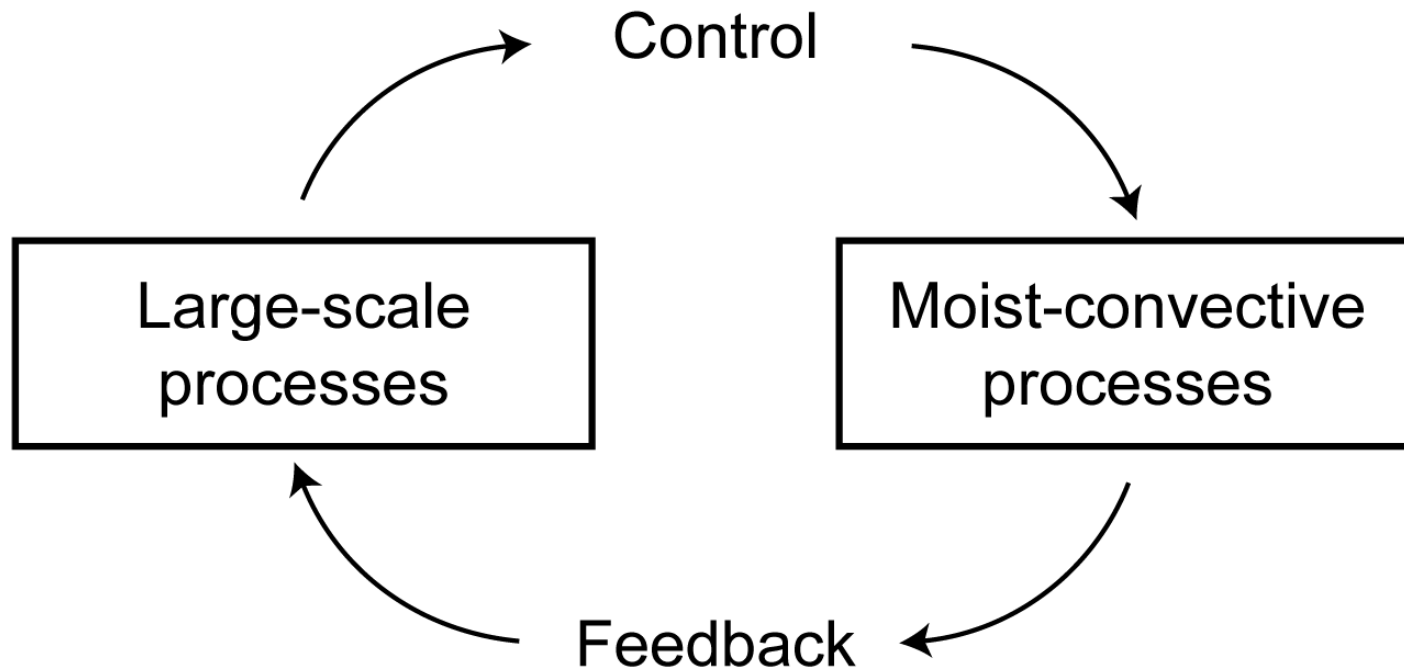 Control
Large-scale
processes
Moist-convective
processes
Feedback